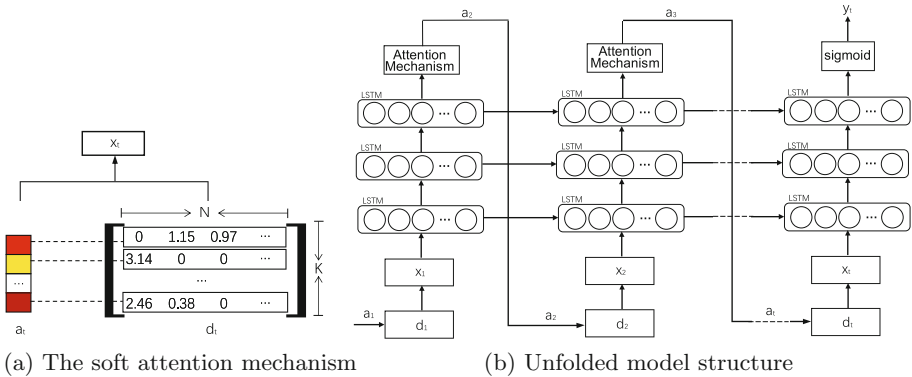 a₂ a₃ yₜ
Attention Mechanism Attention Mechanism sigmoid
LSTM LSTM LSTM
...
... ... ...
xₜ
LSTM LSTM LSTM
... ... ...
N
LSTM LSTM LSTM
... ... ...
0 1.15 0.97 ...
3.14 0 0 ...
... ... K
2.46 0.38 0 ...
x₁ x₂ xₜ
aₜ dₜ
a₁ d₁ a₂ d₂ aₜ dₜ
(a) The soft attention mechanism (b) Unfolded model structure